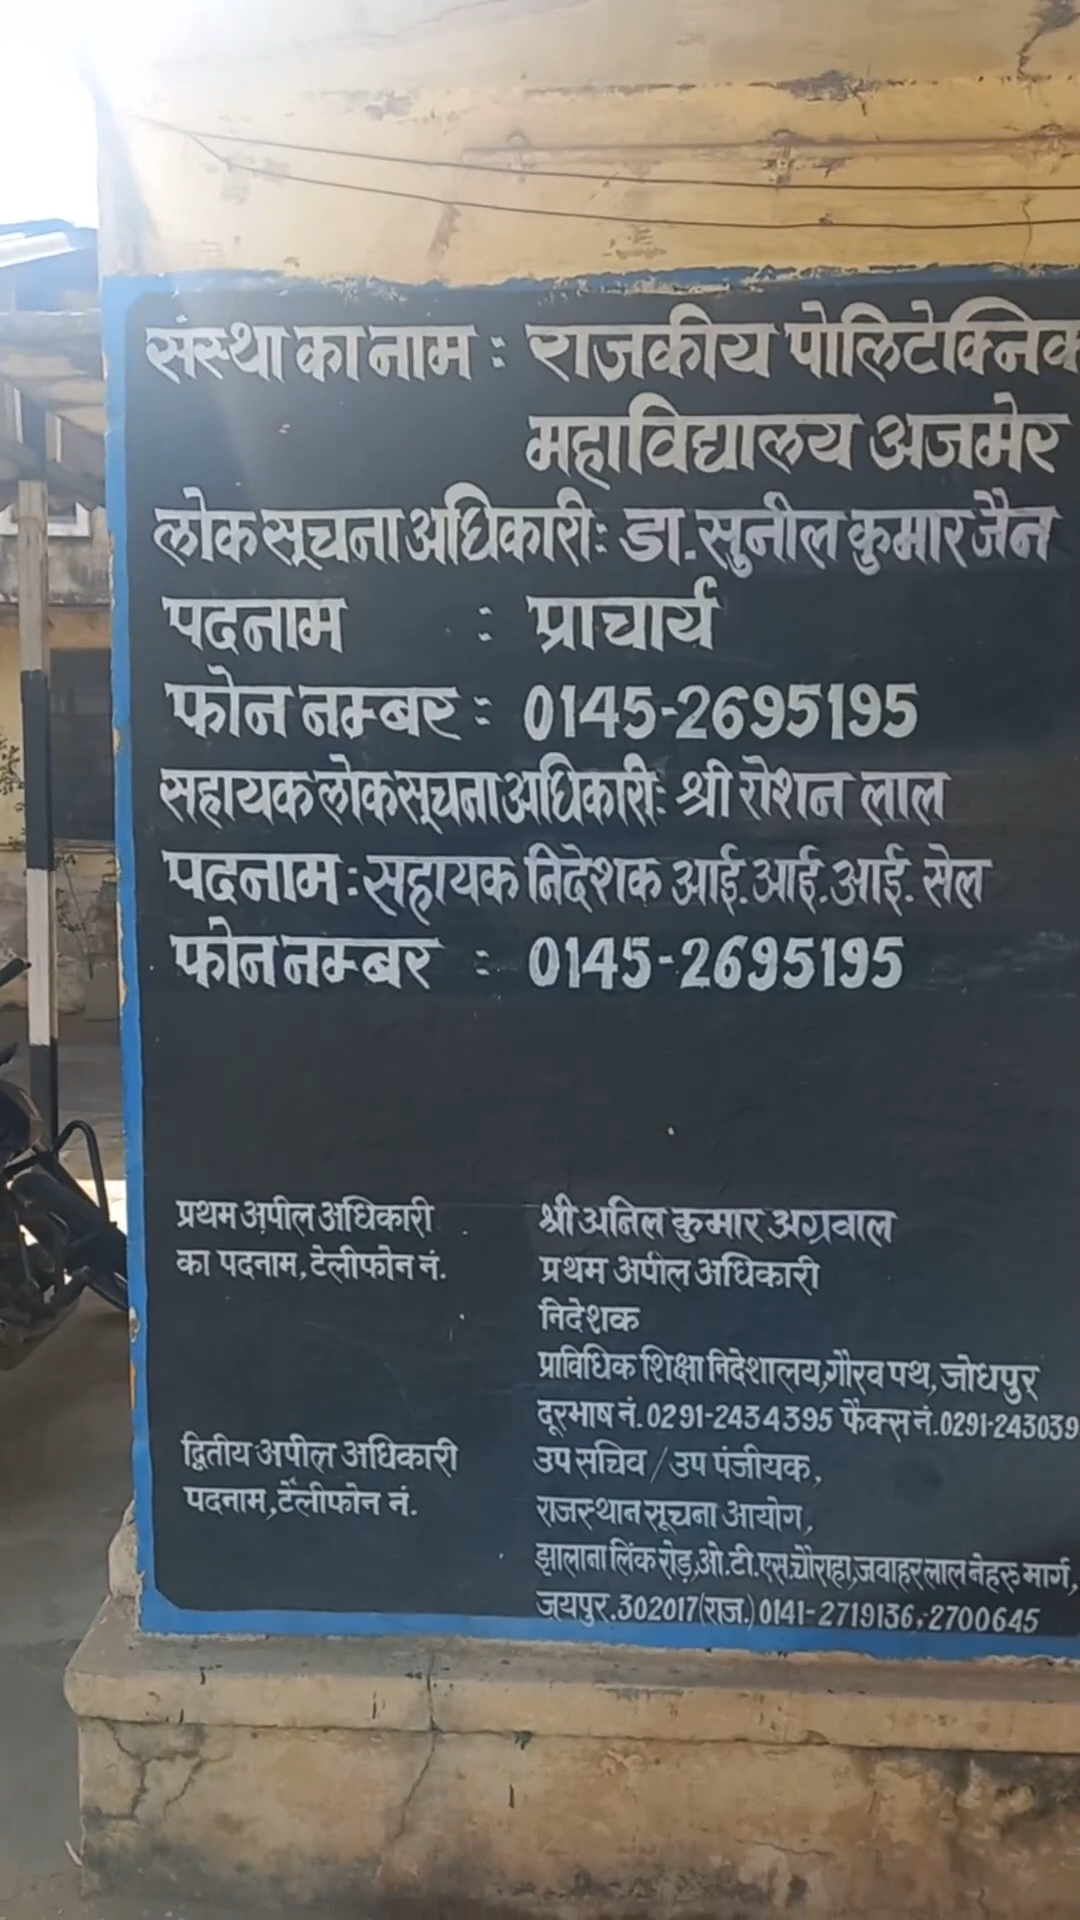 संस्था का नाम : राजकीय पोलिटेक्निक
महाविद्यालय अजमेर
लोक सूचना अधिकारी: डा. सुनील कुमार जैन
पदनाम : प्राचार्य
फोन नम्बर : 0145-2695195
सहायक लोक सूचना अधिकारी: श्री रोशन लाल
पदनाम : सहायक निदेशक आई.आई.आई. सेल
फोन नम्बर : 0145-2695195
प्रथम अपील अधिकारी श्री अनिल कुमार अग्रवाल
का पदनाम, टेलीफोन नं. प्रथम अपील अधिकारी
निदेशक
प्राविधिक शिक्षा निदेशालय, गौरव पथ, जोधपुर
दूरभाष नं. 0291-2434395 फैक्स नं. 0291-243039
द्वितीय अपील अधिकारी उप सचिव / उप पंजीयक,
पदनाम, टेलीफोन नं. राजस्थान सूचना आयोग,
झालाना लिंक रोड़, ओ.टी.एस. चौराहा, जवाहर लाल नेहरु मार्ग,
जयपुर. 302017 (राज.) 0141-2719136, 2700645